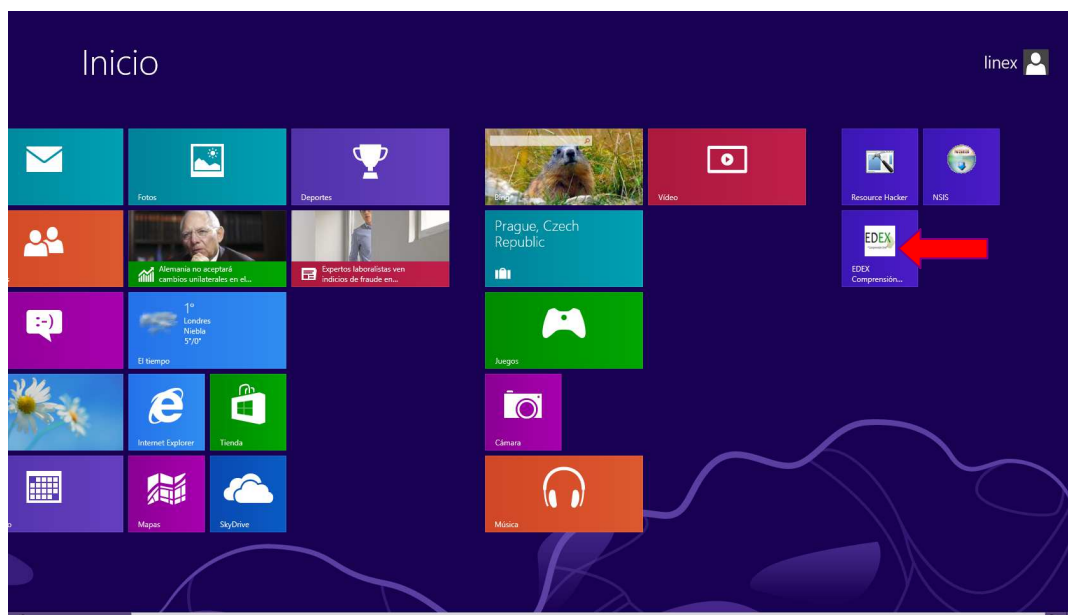 Inicio
linex
Fotos
Deportes
Bing
Vídeo
Resource Hacker
NSIS
Alemania no aceptará
cambios unilaterales en el...
Expertos laboralistas ven
indicios de fraude en...
Prague, Czech
Republic
EDEX
EDEX
Comprensión...
:-)
1°
Londres
Niebla
5°/0°
El tiempo
Juegos
Internet Explorer
Tienda
Cámara
Mapas
SkyDrive
Música